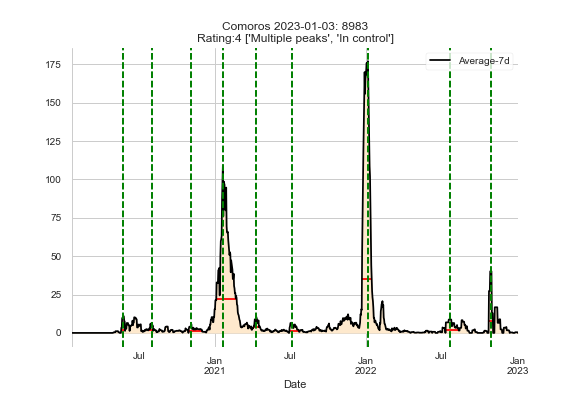 Comoros 2023-01-03: 8983
Rating:4 ['Multiple peaks', 'In control']
Average-7d
175
150
125
100
75
50
25
0
Jul
Jan
2021
Jul
Jan
2022
Jul
Jan
2023
Date